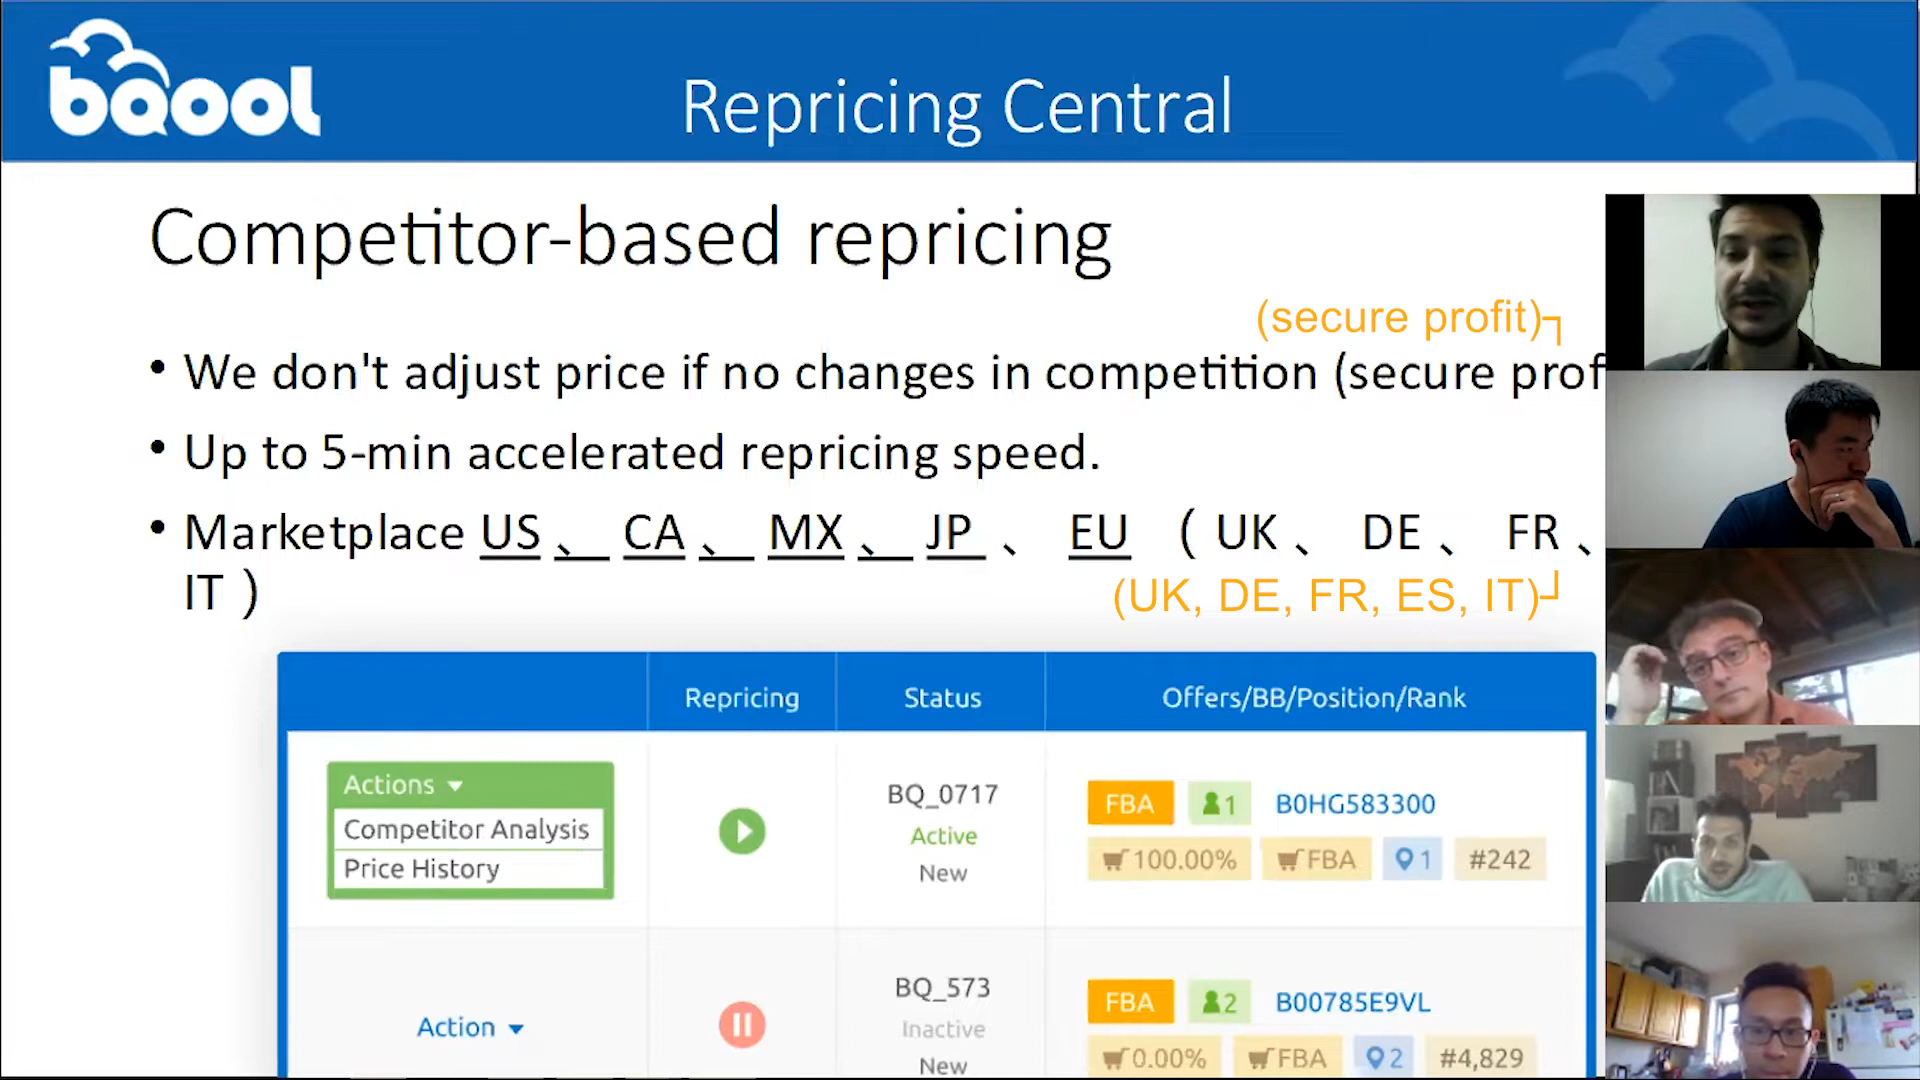 bqool
Repricing Central
Competitor-based repricing
(secure profit)
• We don't adjust price if no changes in competition (secure prof
• Up to 5-min accelerated repricing speed.
• Marketplace US、 CA、 MX、 JP 、 EU ( UK 、 DE 、 FR 、
IT )
(UK, DE, FR, ES, IT)
Repricing Status Offers/BB/Position/Rank
Actions
Competitor Analysis
Price History
BQ_0717
Active
New
FBA 1 B0HG583300
100.00% FBA 1 #242
Action
BQ_573
Inactive
New
FBA 2 B00785E9VL
0.00% FBA 2 #4,829